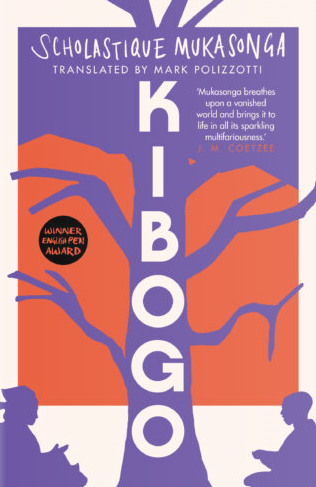 SCHOLASTIQUE MUKASONGA
TRANSLATED BY MARK POLIZZOTTI
'Mukasonga breathes
upon a vanished
world and brings it to
life in all its sparkling
multifariousness.'
J. M. COETZEE
KIBOGO
WINNER
ENGLISH PEN
AWARD